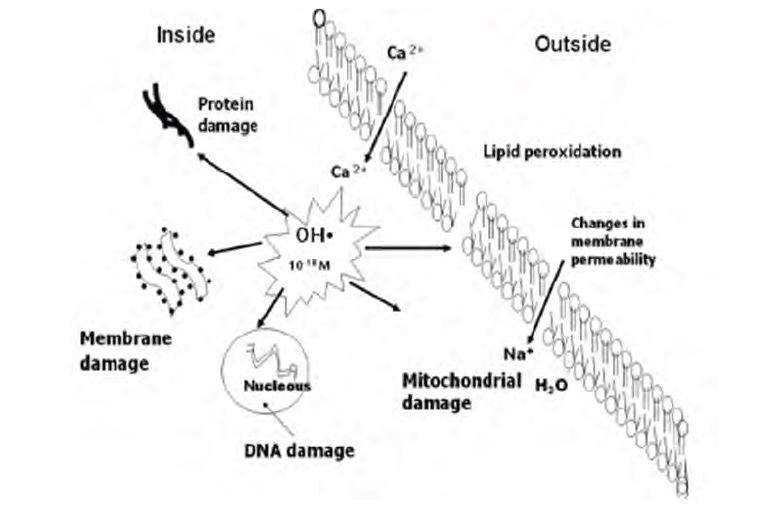 Inside
Outside
Ca 2+
Protein
damage
Lipid peroxidation
Ca 2+
Changes in
membrane
permeability
OH•
10-18M
Membrane
damage
Na+
Nucleous
Mitochondrial
damage
H2O
DNA damage